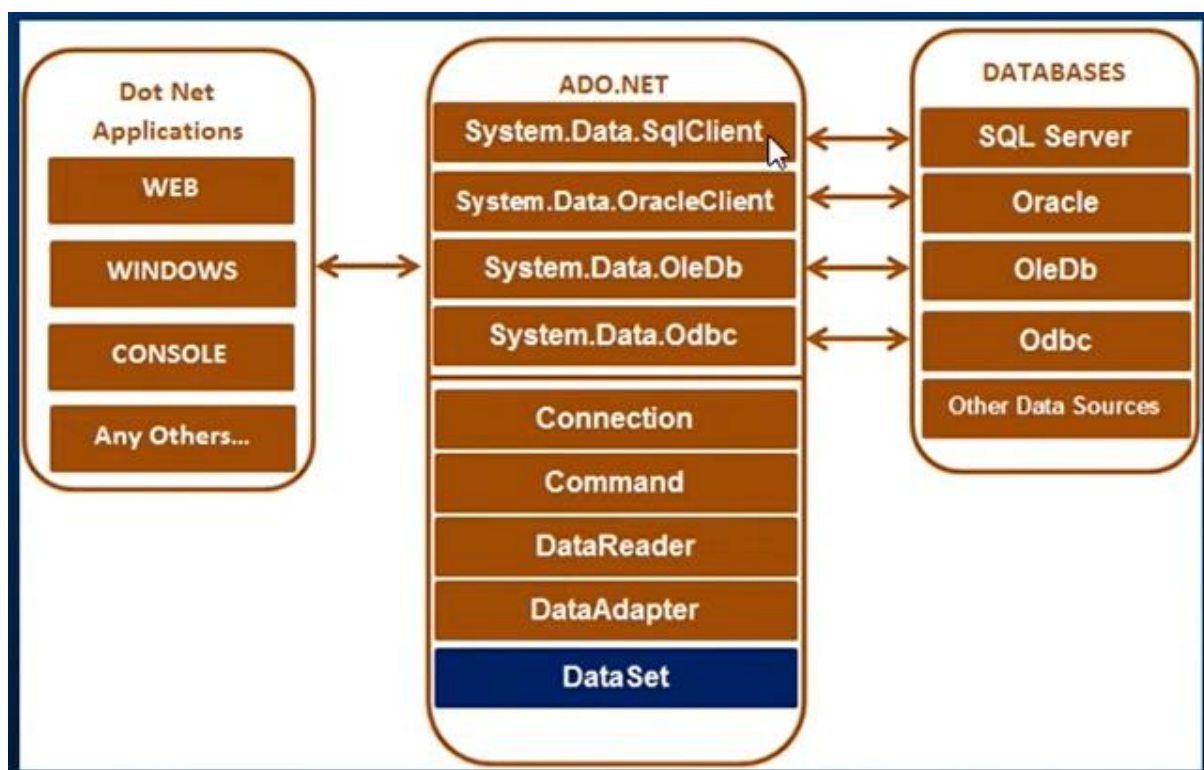 Dot Net
Applications
WEB
WINDOWS
CONSOLE
Any Others...
ADO.NET
System.Data.SqlClient
System.Data.OracleClient
System.Data.OleDb
System.Data.Odbc
Connection
Command
DataReader
DataAdapter
DataSet
DATABASES
SQL Server
Oracle
OleDb
Odbc
Other Data Sources